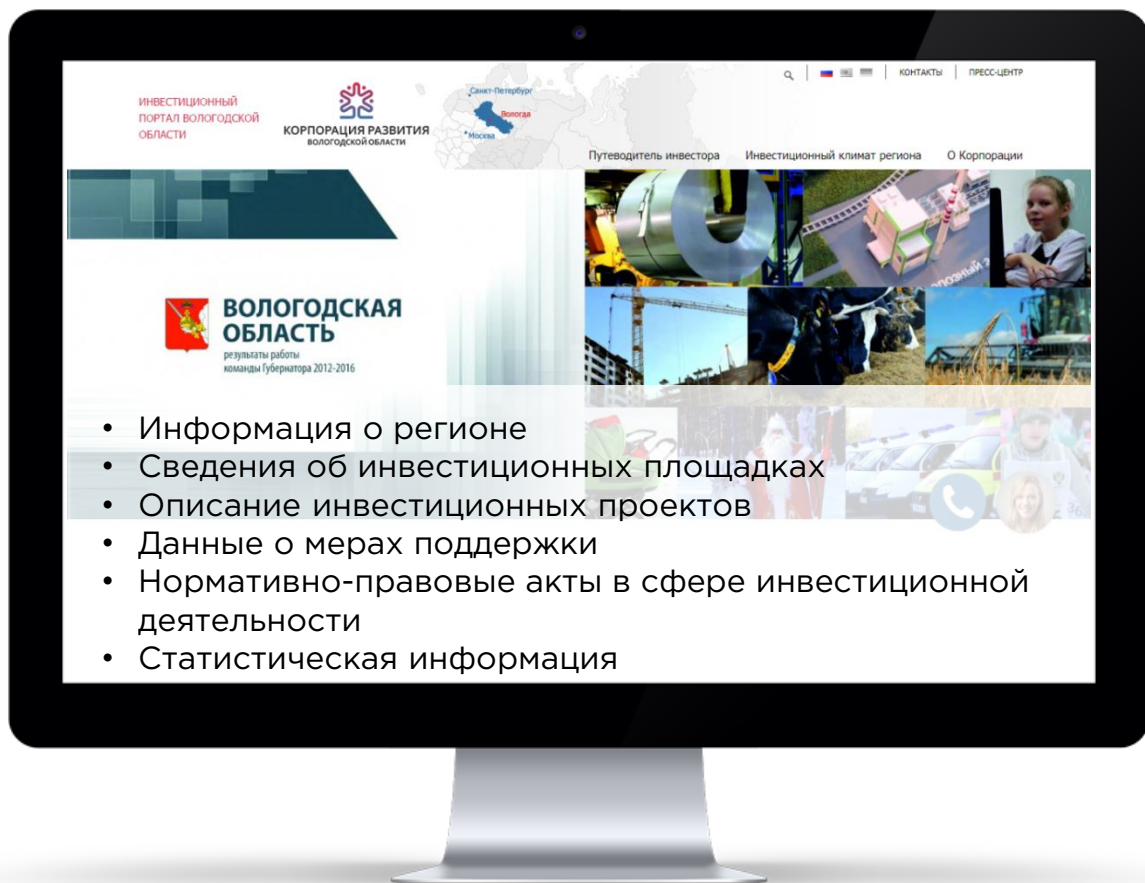 КОНТАКТЫ
ПРЕСС-ЦЕНТР
ИНВЕСТИЦИОННЫЙ
ПОРТАЛ ВОЛОГОДСКОЙ
ОБЛАСТИ
КОРПОРАЦИЯ РАЗВИТИЯ
ВОЛОГОДСКОЙ ОБЛАСТИ
Санкт-Петербург
Вологда
Москва
Путеводитель инвестора
Инвестиционный климат региона
О Корпорации
ВОЛОГОДСКАЯ
ОБЛАСТЬ
результаты работы
команды Губернатора 2012-2016
• Информация о регионе
• Сведения об инвестиционных площадках
• Описание инвестиционных проектов
• Данные о мерах поддержки
• Нормативно-правовые акты в сфере инвестиционной
деятельности
• Статистическая информация